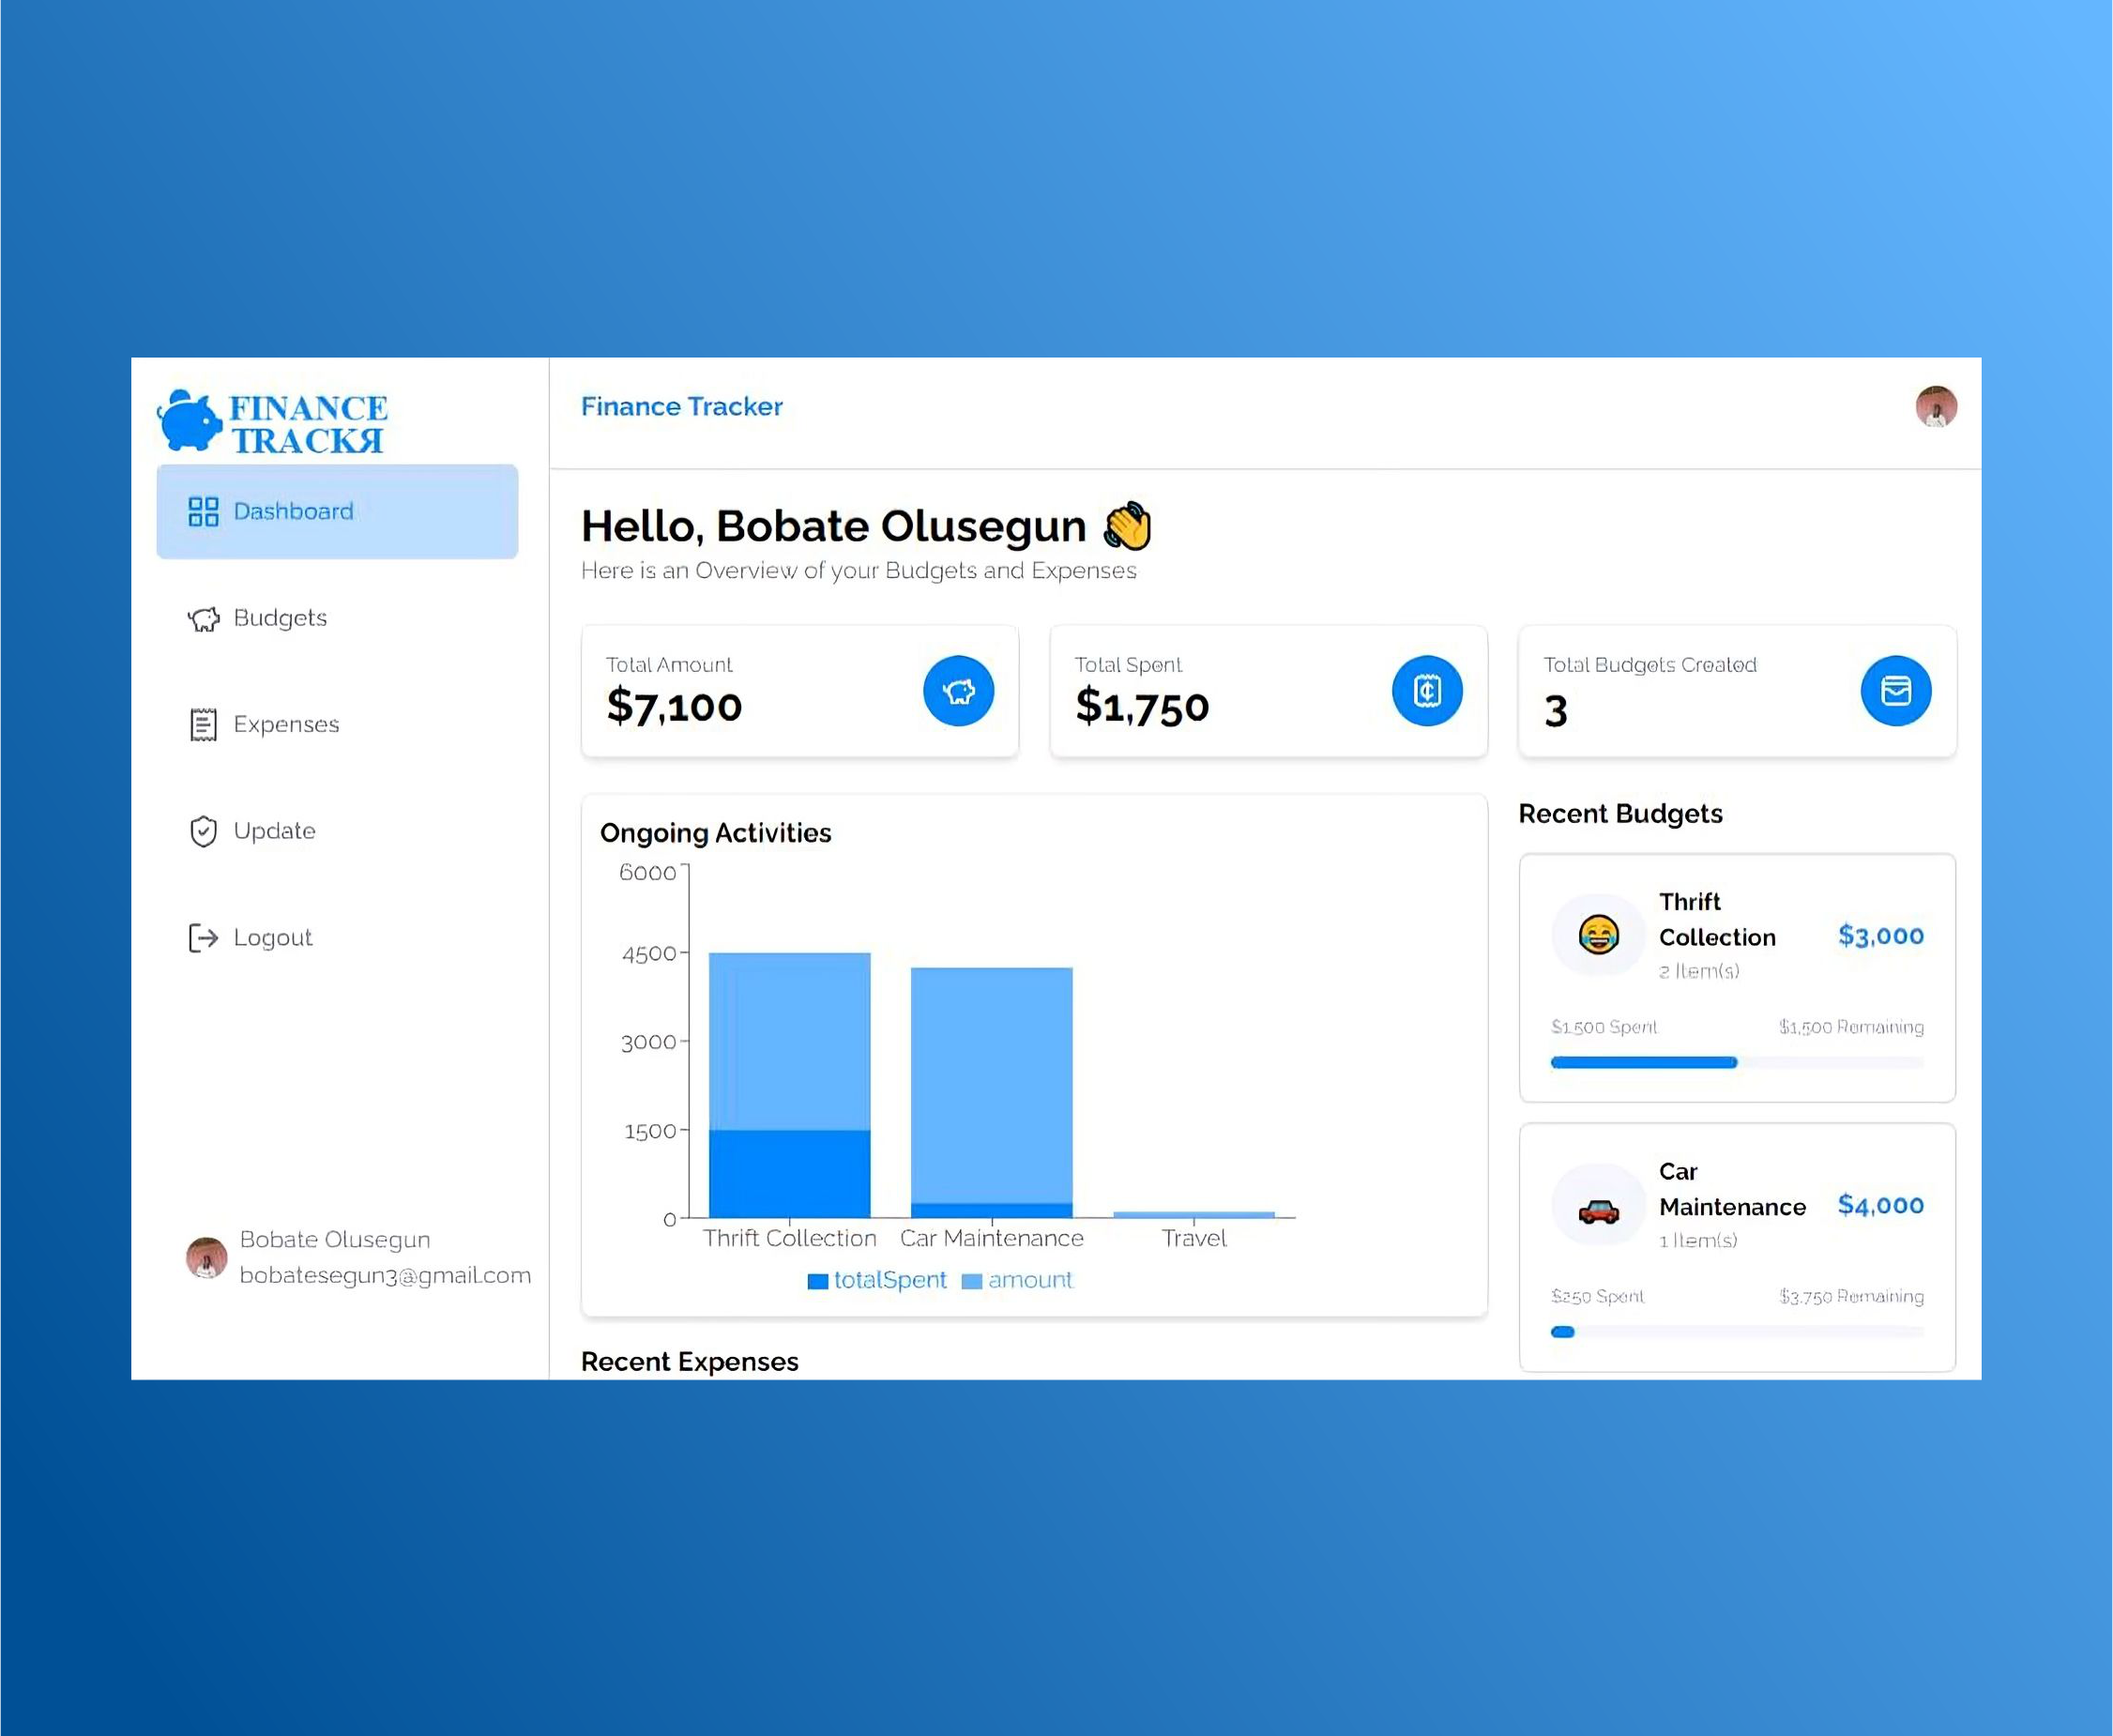 FINANCE
TRACKЯ
Dashboard
Budgets
Expenses
Update
Logout
Bobate Olusegun
bobatesegun3@gmail.com
Finance Tracker
Hello, Bobate Olusegun
Here is an Overview of your Budgets and Expenses
Total Amount
$7,100
Total Spent
$1,750
Total Budgets Created
3
Ongoing Activities
6000
4500
3000
1500
0
Thrift Collection Car Maintenance Travel
totalSpent amount
Recent Expenses
Recent Budgets
Thrift
Collection
$3,000
2 Item(s)
$1,500 Spent $1,500 Remaining
Car
Maintenance
$4,000
1 Item(s)
$250 Spent $3,750 Remaining